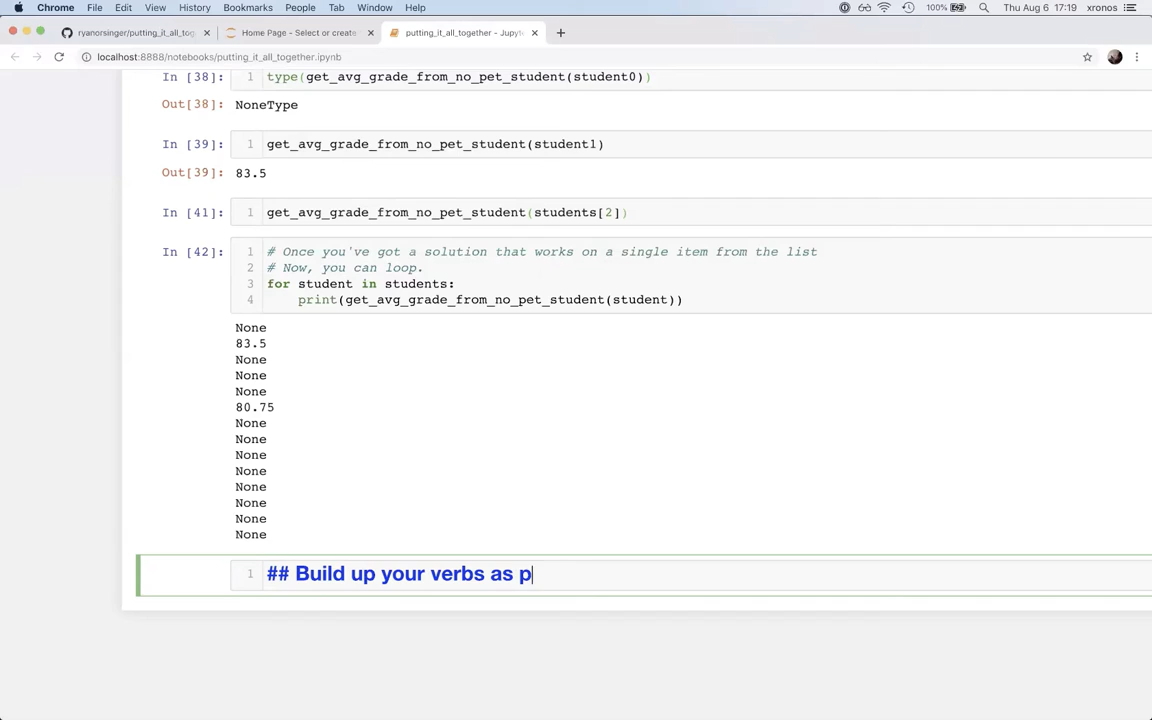 Chrome File Edit View History Bookmarks People Tab Window Help 100% Thu Aug 6 17:19 xronos
ryanorsinger/putting_it_all_tog × Home Page - Select or create × putting_it_all_together - Jupyt × +
localhost:8888/notebooks/putting_it_all_together.ipynb
In [38]: 1 type(get_avg_grade_from_no_pet_student(student0))
Out[38]: NoneType
In [39]: 1 get_avg_grade_from_no_pet_student(student1)
Out[39]: 83.5
In [41]: 1 get_avg_grade_from_no_pet_student(students[2])
In [42]: 1 # Once you've got a solution that works on a single item from the list
2 # Now, you can loop.
3 for student in students:
4 print(get_avg_grade_from_no_pet_student(student))
None
83.5
None
None
None
80.75
None
None
None
None
None
None
None
None
1 ## Build up your verbs as p